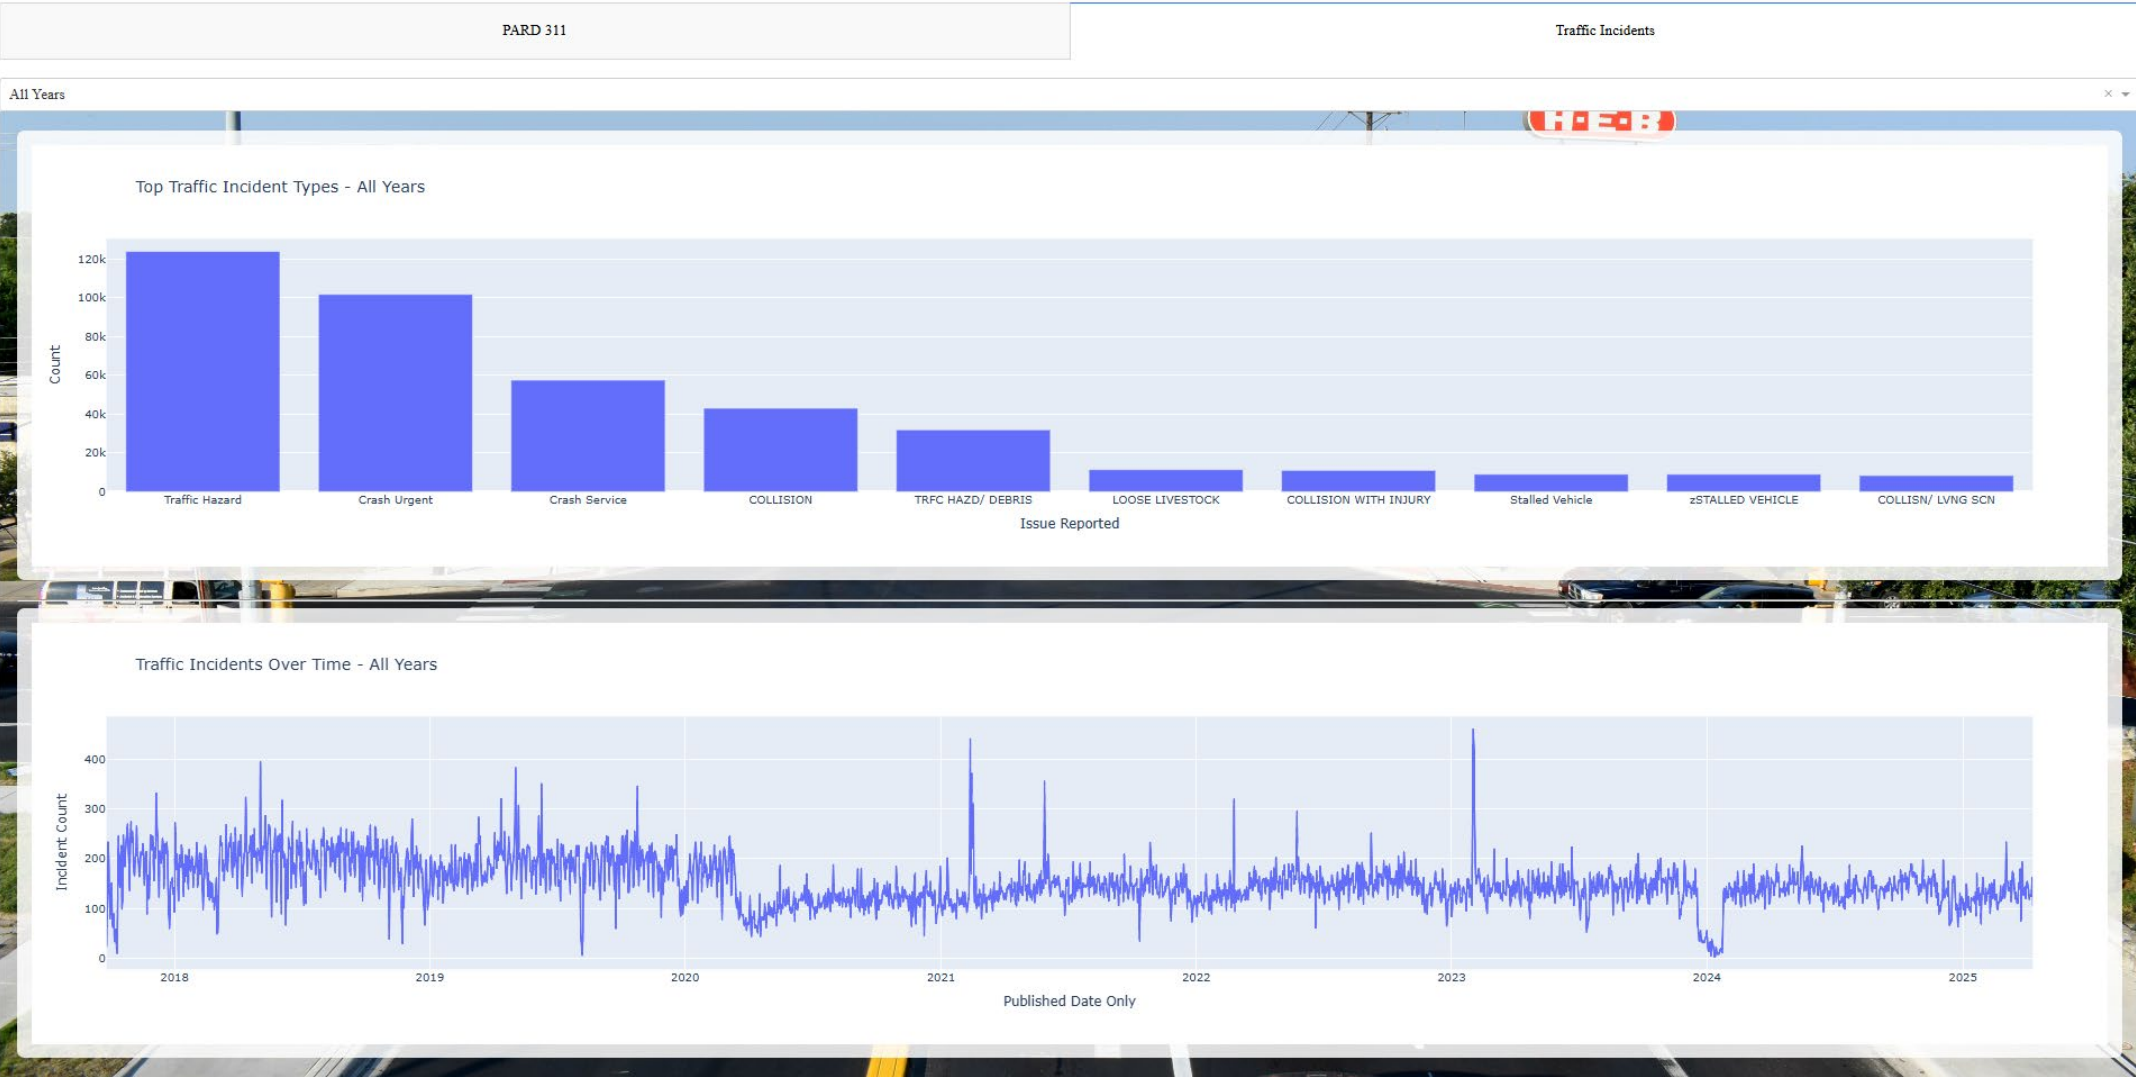 PARD 311
Traffic Incidents
All Years
H-E-B
Top Traffic Incident Types - All Years
120k
100k
80k
60k
40k
20k
0
Count
Traffic Hazard
Crash Urgent
Crash Service
COLLISION
TRFC HAZD/ DEBRIS
LOOSE LIVESTOCK
COLLISION WITH INJURY
Stalled Vehicle
zSTALLED VEHICLE
COLLISN/ LVNG SCN
Issue Reported
Traffic Incidents Over Time - All Years
400
300
200
100
0
Incident Count
2018
2019
2020
2021
2022
2023
2024
2025
Published Date Only